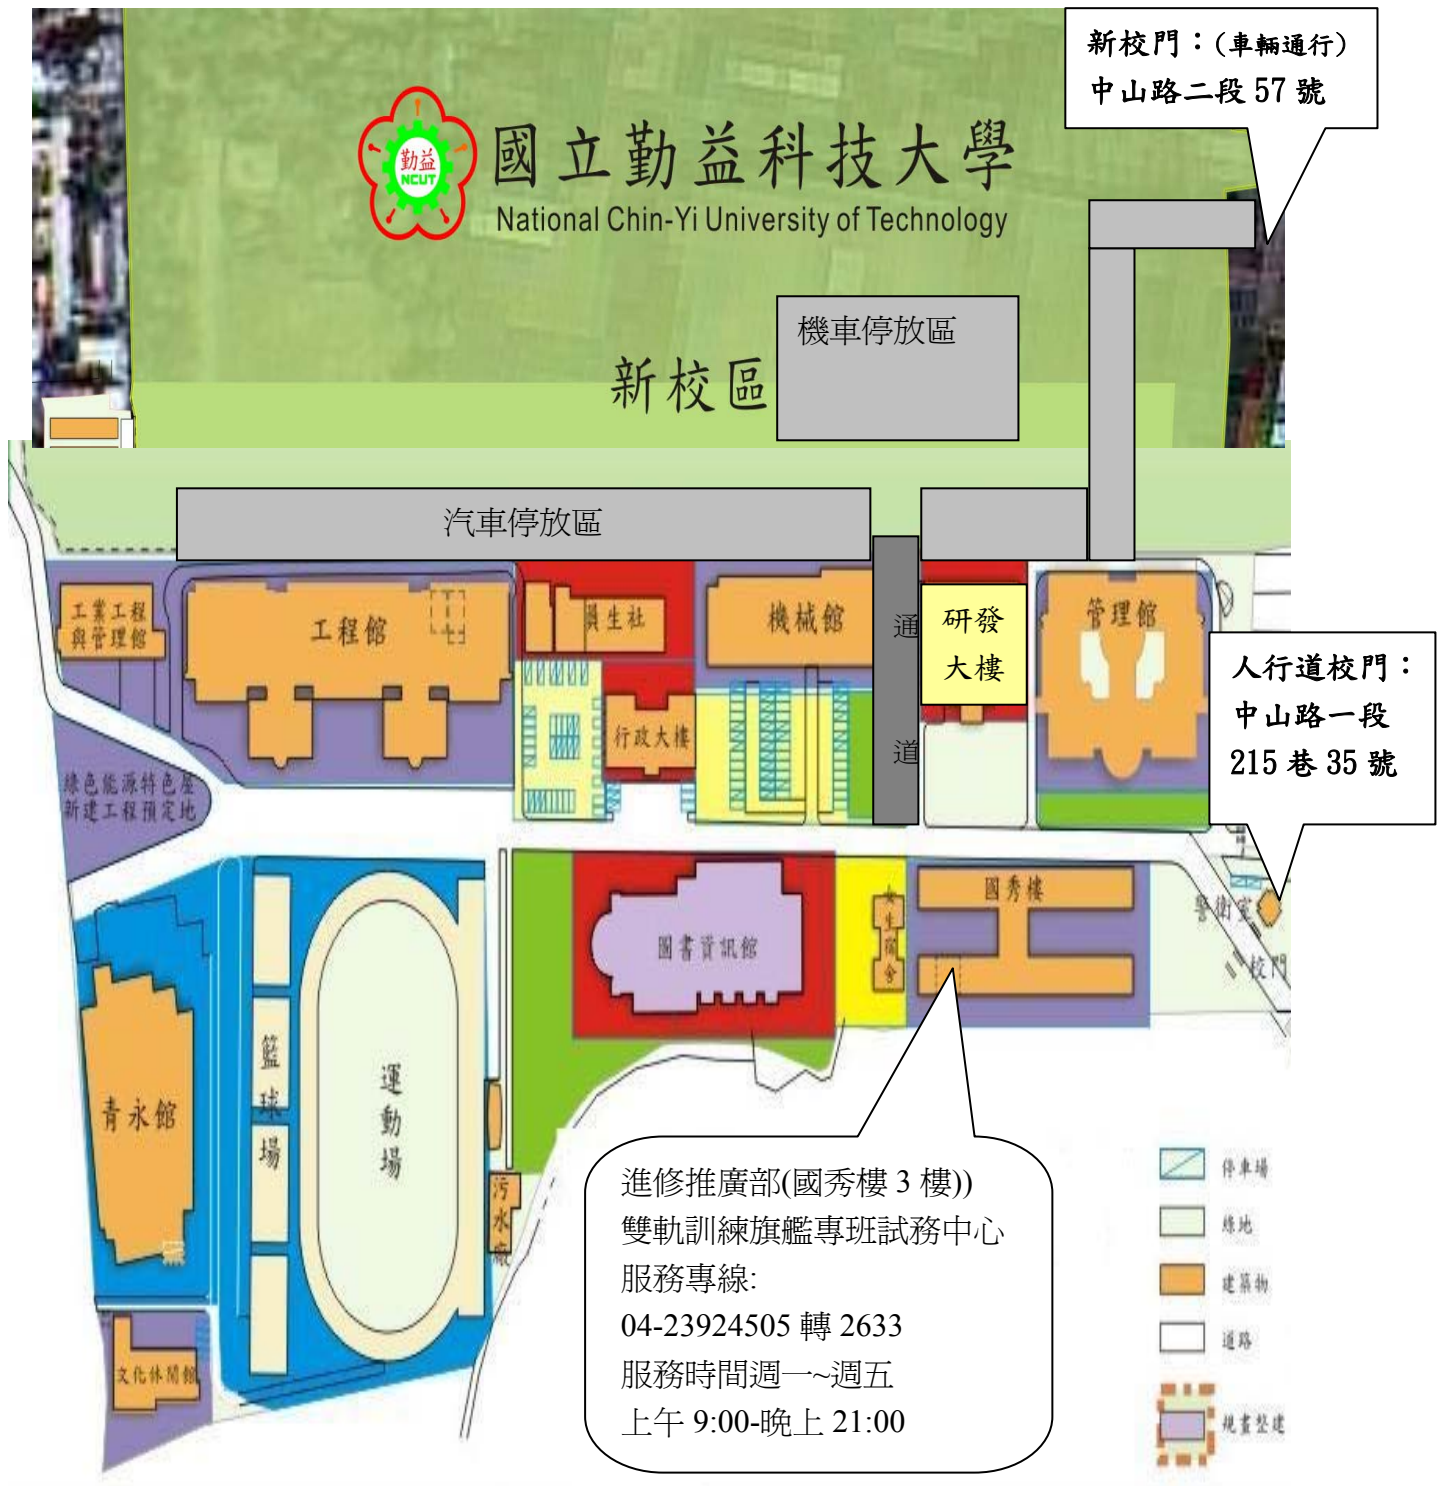 新校門：(車輛通行)
中山路二段 57 號
勤益
NCUT
國立勤益科技大學
National Chin-Yi University of Technology
機車停放區
新校區
汽車停放區
工業工程
與管理館
工程館
員生社
機械館
通
道
研發
大樓
管理館
人行道校門：
中山路一段
215 巷 35 號
行政大樓
綠色能源特色屋
新建工程預定地
國秀樓
女生宿舍
圖書資訊館
警衛室
校門
籃球場
運動場
青永館
污水廠
文化休閒館
進修推廣部(國秀樓 3 樓))
雙軌訓練旗艦專班試務中心
服務專線:
04-23924505 轉 2633
服務時間週一~週五
上午 9:00-晚上 21:00
停車場
綠地
建築物
道路
規畫整建